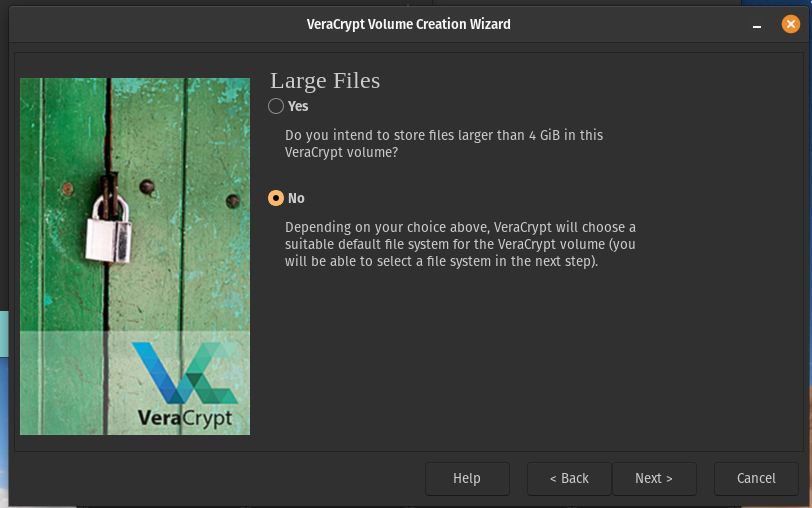 VeraCrypt Volume Creation Wizard
Large Files
Yes
Do you intend to store files larger than 4 GiB in this
VeraCrypt volume?
No
Depending on your choice above, VeraCrypt will choose a
suitable default file system for the VeraCrypt volume (you
will be able to select a file system in the next step).
VeraCrypt
Help
< Back
Next >
Cancel